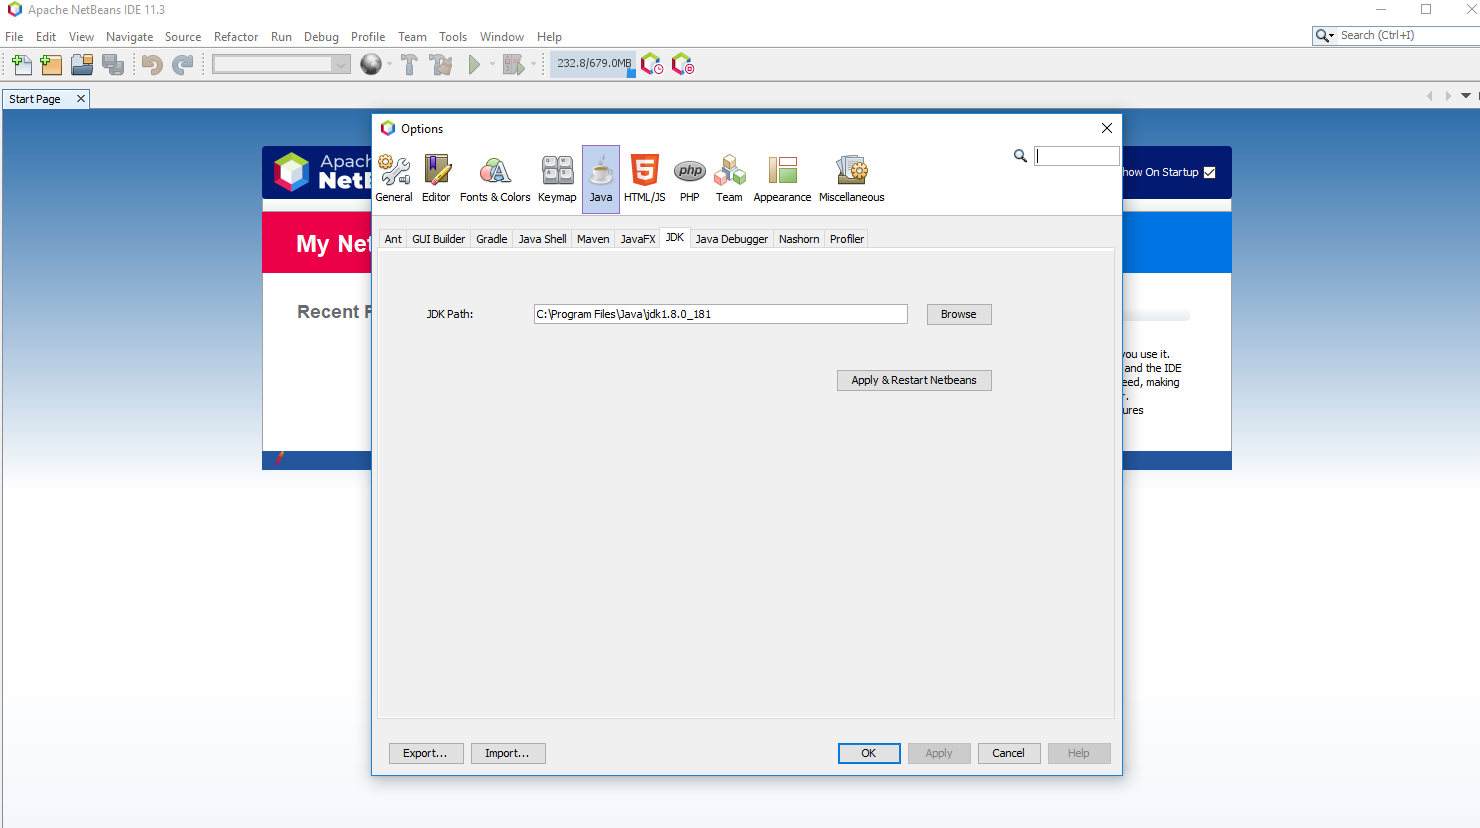 Apache NetBeans IDE 11.3
File Edit View Navigate Source Refactor Run Debug Profile Team Tools Window Help
Search (Ctrl+I)
232.8/679.0MB
Start Page
Options
Apac
NetB
how On Startup
General Editor Fonts & Colors Keymap Java HTML/JS PHP Team Appearance Miscellaneous
Ant GUI Builder Gradle Java Shell Maven JavaFX JDK Java Debugger Nashorn Profiler
My Net
Recent
JDK Path: C:\Program Files\Java\jdk1.8.0_181 Browse
you use it.
and the IDE
eed, making
r.
ures
Apply & Restart Netbeans
Export... Import... OK Apply Cancel Help